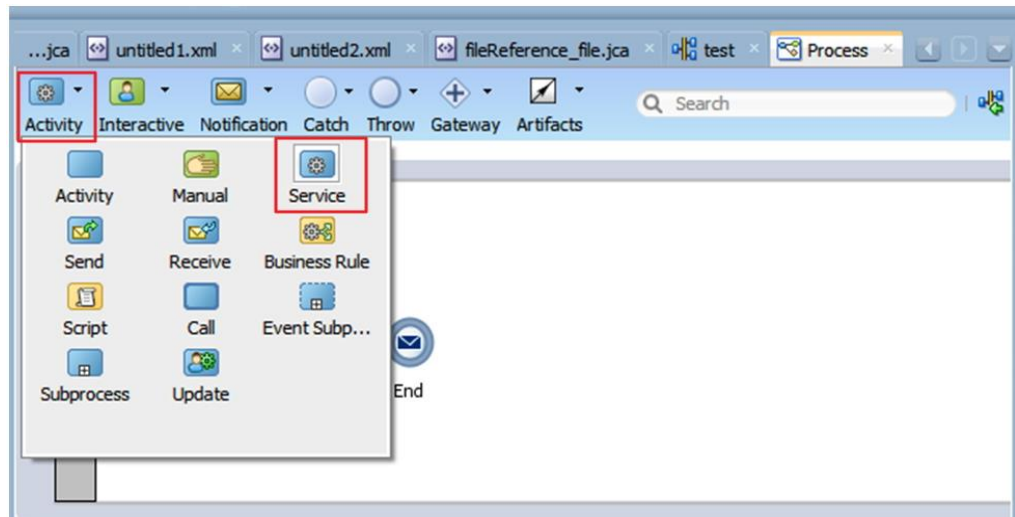 ...jca untitled1.xml untitled2.xml fileReference_file.jca test Process
Search
Activity Interactive Notification Catch Throw Gateway Artifacts
Activity Manual Service
Send Receive Business Rule
Script Call Event Subp...
Subprocess Update
End